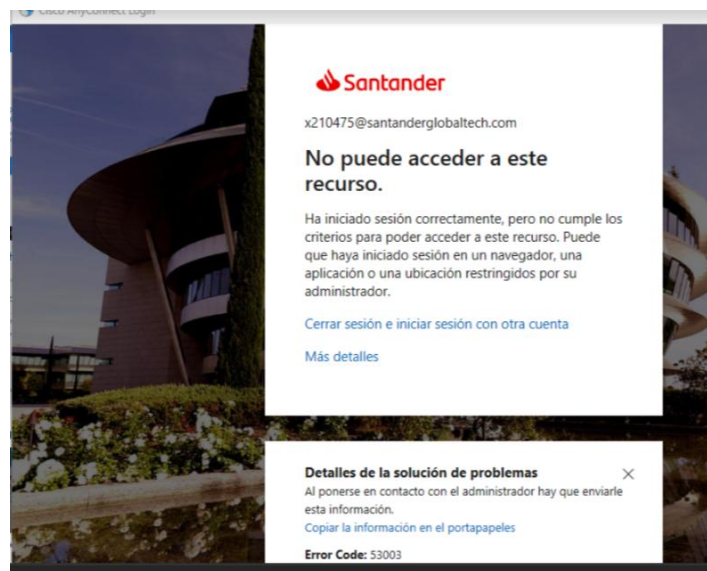 Cisco AnyConnect Login
Santander
x210475@santanderglobaltech.com
No puede acceder a este
recurso.
Ha iniciado sesión correctamente, pero no cumple los
criterios para poder acceder a este recurso. Puede
que haya iniciado sesión en un navegador, una
aplicación o una ubicación restringidos por su
administrador.
Cerrar sesión e iniciar sesión con otra cuenta
Más detalles
Detalles de la solución de problemas
Al ponerse en contacto con el administrador hay que enviarle
esta información.
Copiar la información en el portapapeles
Error Code: 53003